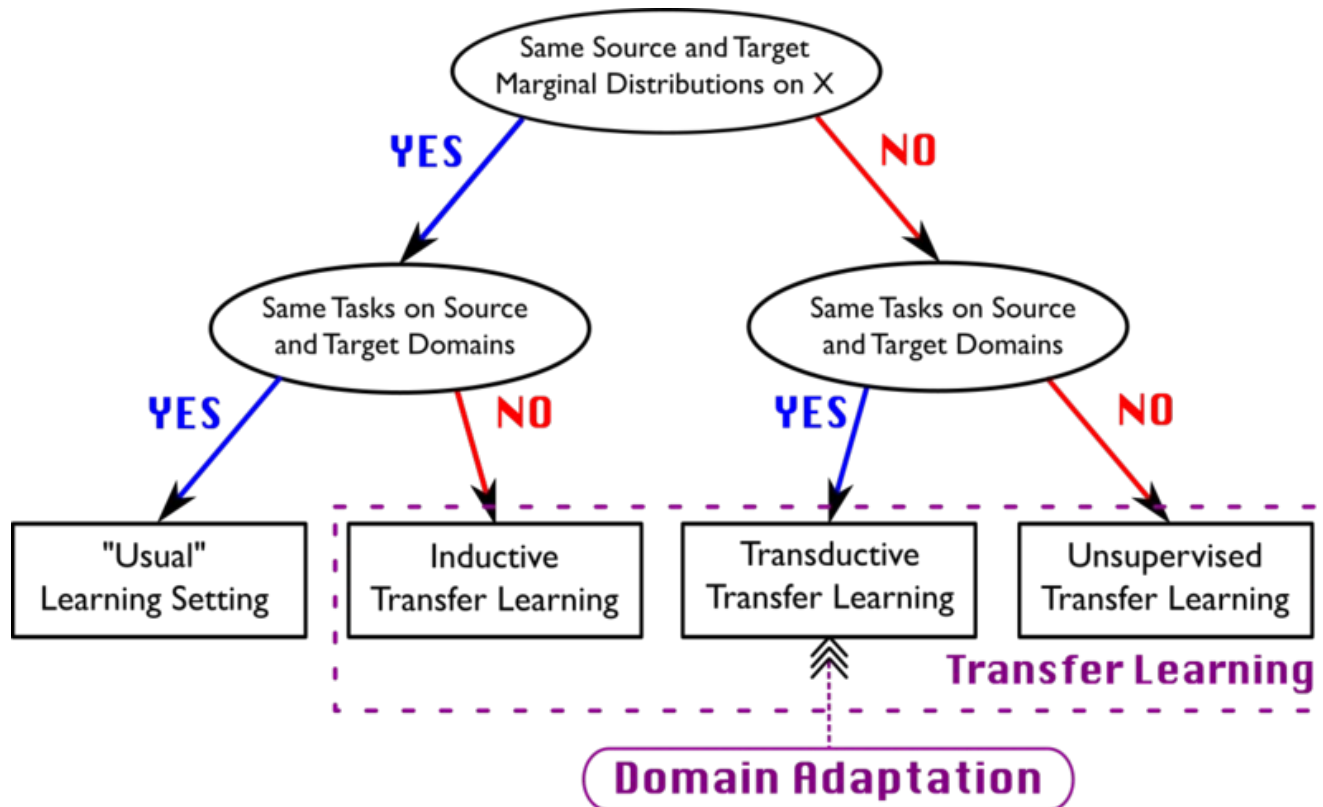 Same Source and Target
Marginal Distributions on X
YES
NO
Same Tasks on Source
and Target Domains
Same Tasks on Source
and Target Domains
YES
NO
YES
NO
"Usual"
Learning Setting
Inductive
Transfer Learning
Transductive
Transfer Learning
Unsupervised
Transfer Learning
Transfer Learning
Domain Adaptation